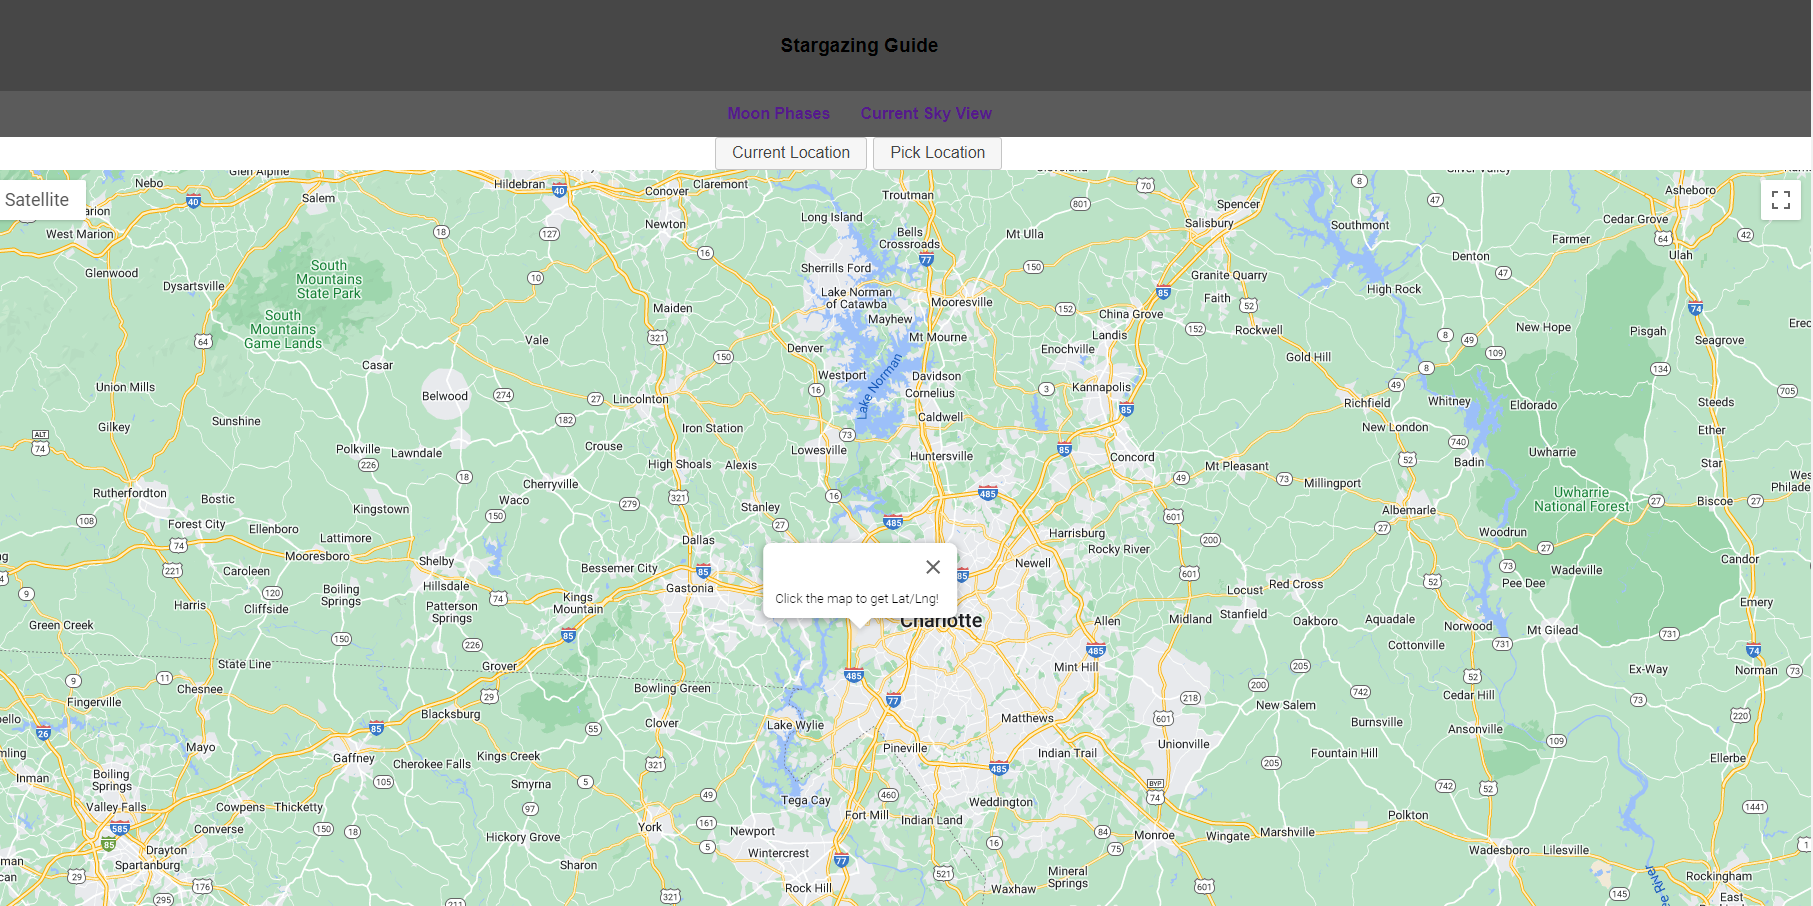 Stargazing Guide
Moon Phases Current Sky View
Current Location Pick Location
Satellite
Nebo
Glen Alpine
Salem
Hildebran
Conover
Claremont
Newton
Troutman
Long Island
Bells
Crossroads
Mt Ulla
Salisbury
Spencer
Southmont
Asheboro
Cedar Grove
Farmer
Ulah
Denton
West Marion
Glenwood
Dysartsville
South
Mountains
State Park
South
Mountains
Game Lands
Sherrills Ford
Lake Norman
of Catawba
Mooresville
Granite Quarry
Faith
High Rock
Maiden
Mayhew
China Grove
Rockwell
New Hope
Pisgah
Seagrove
Vale
Denver
Mt Mourne
Landis
Enochville
Gold Hill
Casar
Westport
Lake Norman
Davidson
Cornelius
Kannapolis
Union Mills
Belwood
Lincolnton
Caldwell
Richfield
Whitney
Eldorado
Steeds
Sunshine
Gilkey
Iron Station
New London
Ether
Polkville
Lawndale
Crouse
Lowesville
Huntersville
Concord
Mt Pleasant
Badin
Uwharrie
Star
High Shoals
Alexis
Cherryville
Millingport
Rutherfordton
Bostic
Kingstown
Waco
Stanley
Albemarle
Uwharrie
National Forest
Biscoe
Forest City
Ellenboro
Lattimore
Mooresboro
Shelby
Dallas
Harrisburg
Rocky River
Woodrun
Candor
Caroleen
Hillsdale
Bessemer City
Gastonia
Newell
Red Cross
Wadeville
Pee Dee
Boiling
Springs
Cliffside
Harris
Patterson
Springs
Kings
Mountain
Click the map to get Lat/Lng!
Charlotte
Locust
Stanfield
Oakboro
Aquadale
Norwood
Mt Gilead
Emery
Green Creek
Allen
Midland
Cottonville
State Line
Grover
Mint Hill
Ex-Way
Norman
Chesnee
Bowling Green
Cedar Hill
Fingerville
Blacksburg
Clover
Lake Wylie
Matthews
New Salem
Burnsville
Ansonville
Mayo
Gaffney
Cherokee Falls
Kings Creek
Pineville
Indian Trail
Unionville
Fountain Hill
Ellerbe
Inman
Boiling
Springs
Smyrna
Valley Falls
Cowpens
Thicketty
Tega Cay
Weddington
Fort Mill
Indian Land
Polkton
Converse
Hickory Grove
York
Newport
Monroe
Wingate
Marshville
Drayton
Spartanburg
Sharon
Wintercrest
Wadesboro
Lilesville
Rock Hill
Waxhaw
Mineral
Springs
Rockingham
East